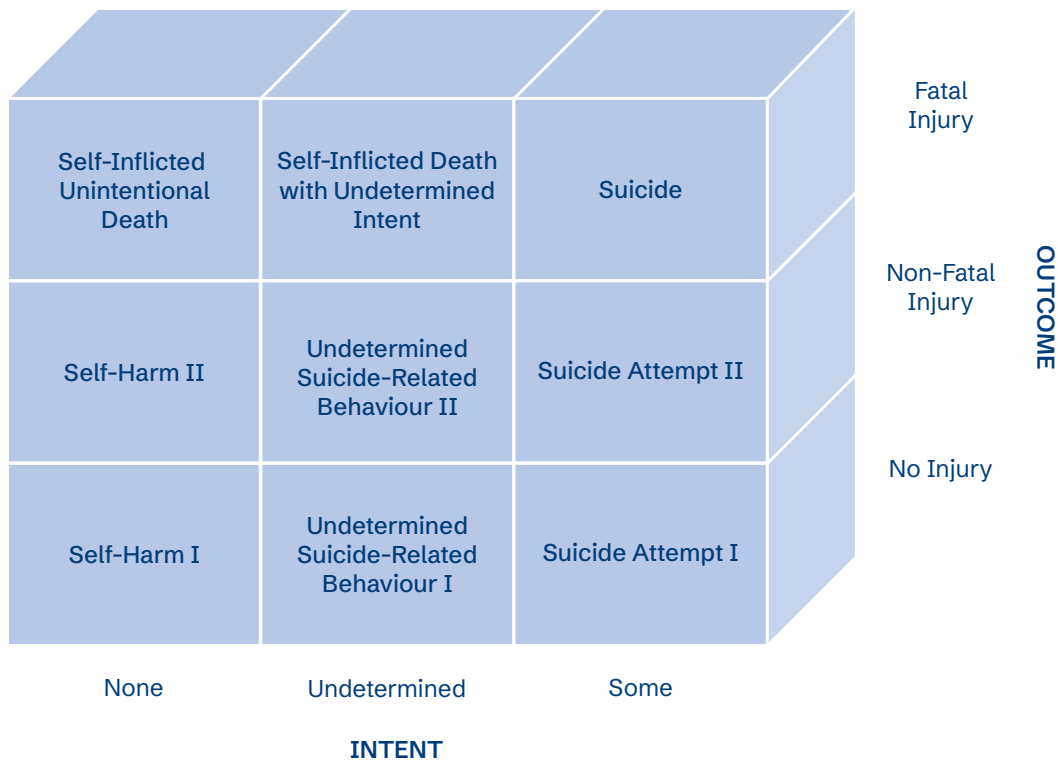 Fatal
Injury
Self-Inflicted
Unintentional
Death
Self-Inflicted Death
with Undetermined
Intent
Suicide
Non-Fatal
Injury
OUTCOME
Self-Harm II
Undetermined
Suicide-Related
Behaviour II
Suicide Attempt II
No Injury
Self-Harm I
Undetermined
Suicide-Related
Behaviour I
Suicide Attempt I
None
Undetermined
Some
INTENT